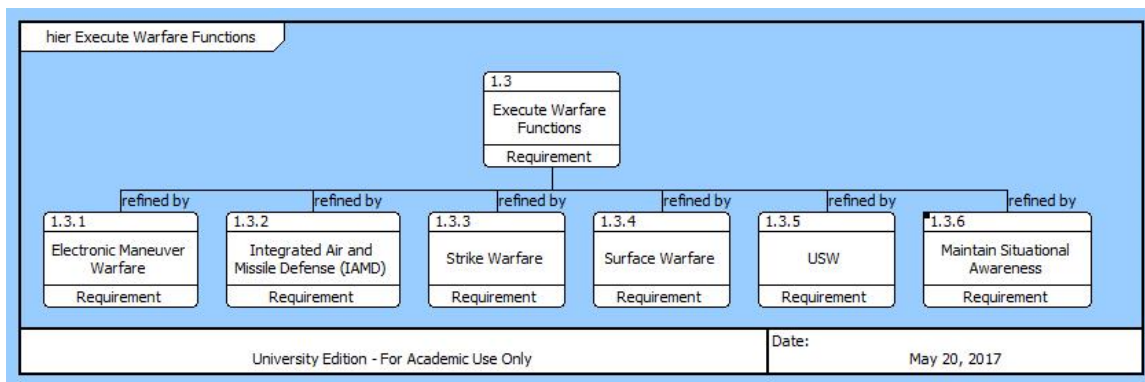 hier Execute Warfare Functions
1.3
Execute Warfare
Functions
Requirement
refined by
refined by
refined by
refined by
refined by
refined by
1.3.1
Electronic Maneuver
Warfare
Requirement
1.3.2
Integrated Air and
Missile Defense (IAMD)
Requirement
1.3.3
Strike Warfare
Requirement
1.3.4
Surface Warfare
Requirement
1.3.5
USW
Requirement
1.3.6
Maintain Situational
Awareness
Requirement
University Edition - For Academic Use Only
Date:
May 20, 2017